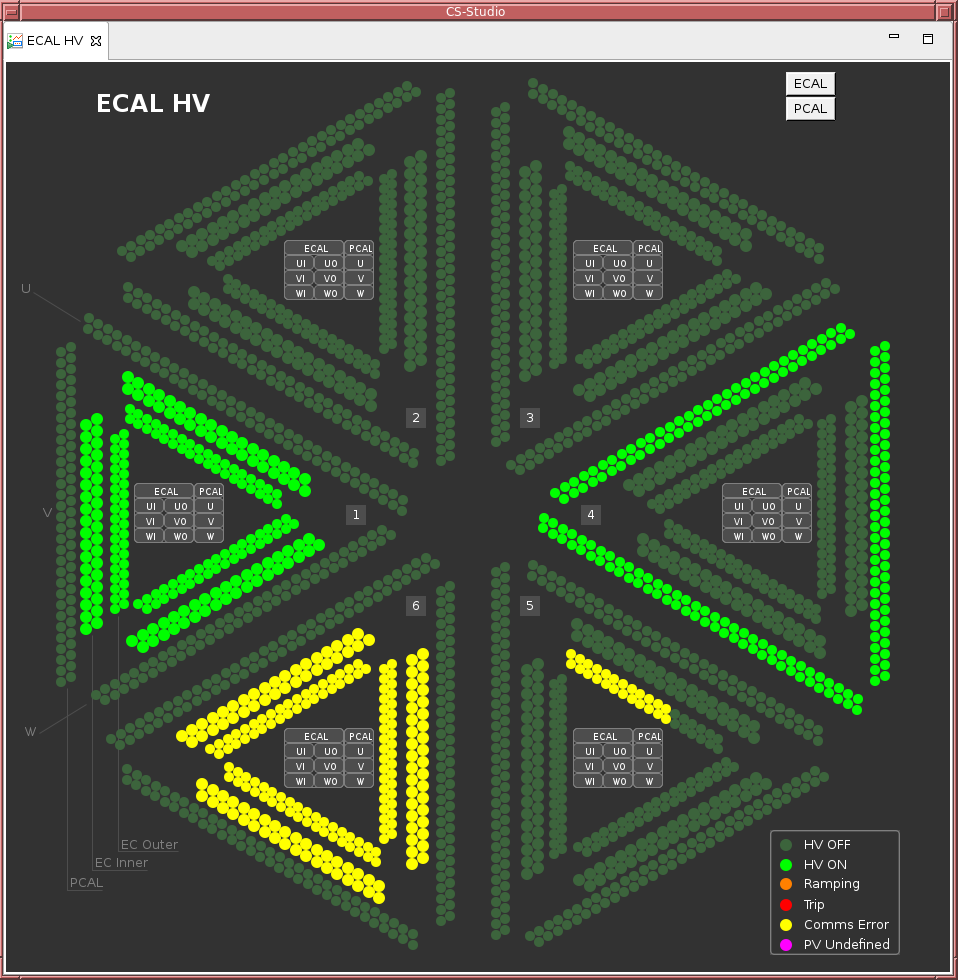 CS-Studio
ECAL HV
ECAL HV
ECAL
PCAL
ECAL PCAL
UI UO U
VI VO V
WI WO W
ECAL PCAL
UI UO U
VI VO V
WI WO W
U
2
3
ECAL PCAL
UI UO U
VI VO V
WI WO W
ECAL PCAL
UI UO U
VI VO V
WI WO W
V
1
4
6
5
W
ECAL PCAL
UI UO U
VI VO V
WI WO W
ECAL PCAL
UI UO U
VI VO V
WI WO W
EC Outer
EC Inner
PCAL
HV OFF
HV ON
Ramping
Trip
Comms Error
PV Undefined